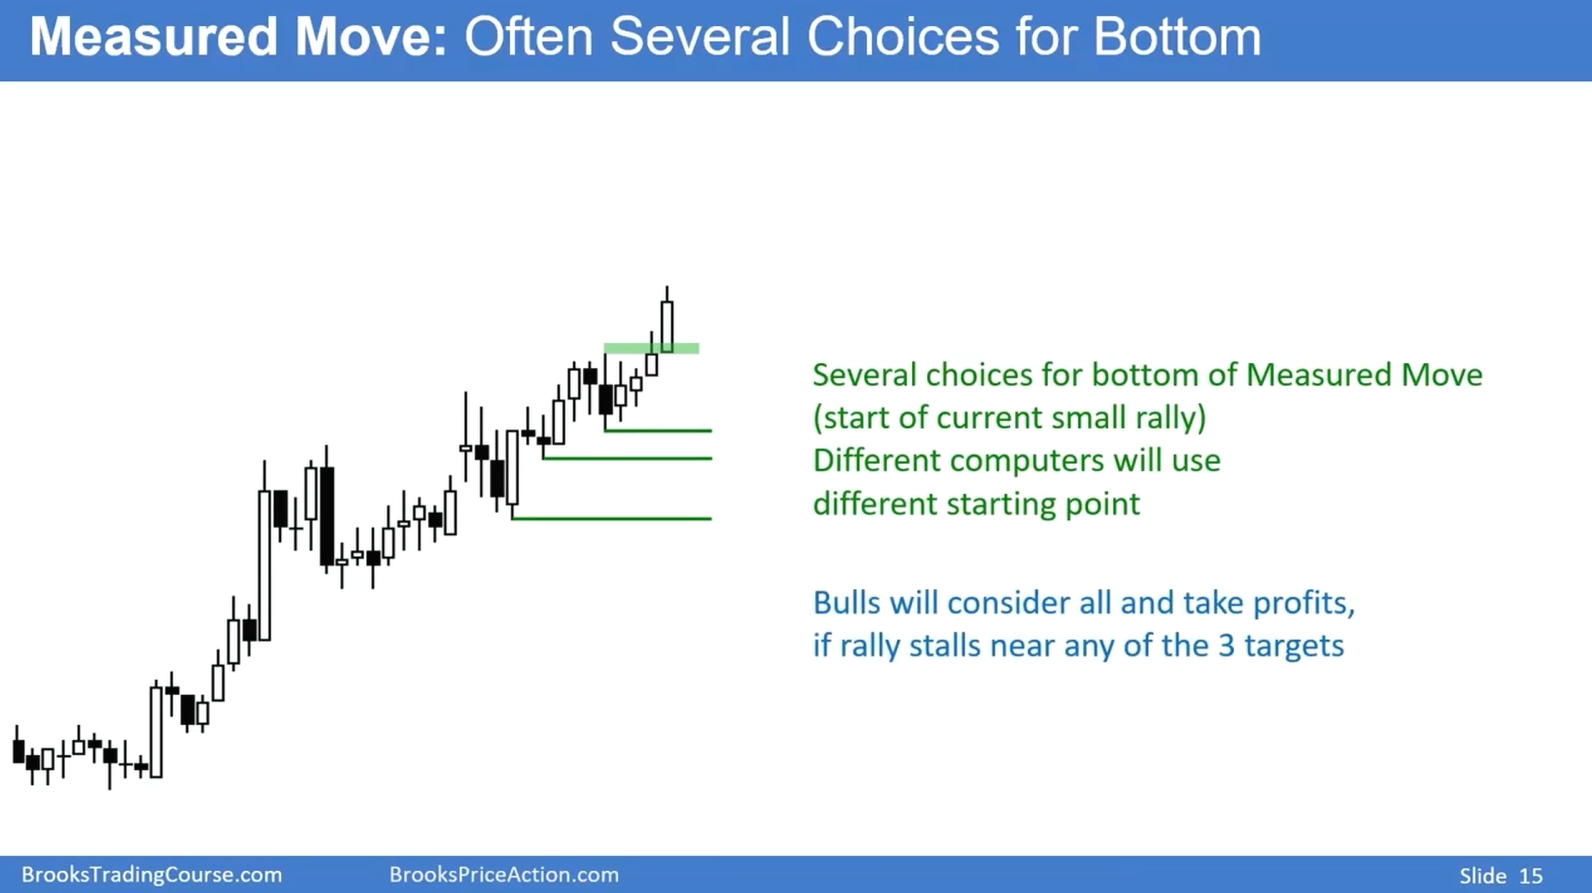 Measured Move: Often Several Choices for Bottom
Several choices for bottom of Measured Move
(start of current small rally)
Different computers will use
different starting point
Bulls will consider all and take profits,
if rally stalls near any of the 3 targets
BrooksTradingCourse.com
BrooksPriceAction.com
Slide 15